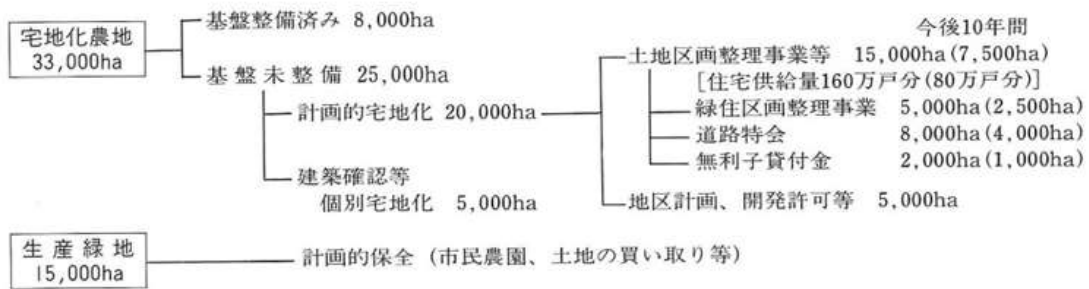 宅地化農地
33,000ha
基盤整備済み 8,000ha
基盤未整備 25,000ha
計画的宅地化 20,000ha
建築確認等
個別宅地化 5,000ha
今後10年間
土地区画整理事業等 15,000ha(7,500ha)
[住宅供給量160万戸分(80万戸分)]
緑住区画整理事業 5,000ha(2,500ha)
道路特会 8,000ha(4,000ha)
無利子貸付金 2,000ha(1,000ha)
地区計画、開発許可等 5,000ha
生産緑地
15,000ha
計画的保全(市民農園、土地の買い取り等)